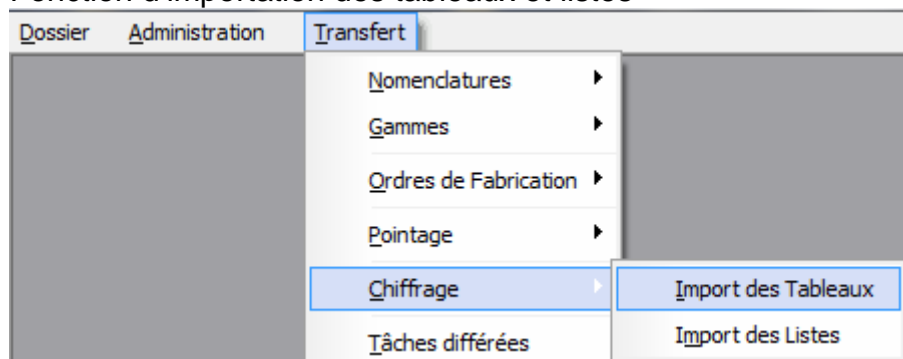 Fonction d'importation des tableaux et listes
Dossier Administration Transfert
Nomenclatures
Gammes
Ordres de Fabrication
Pointage
Chiffrage Import des Tableaux
Tâches différées Import des Listes